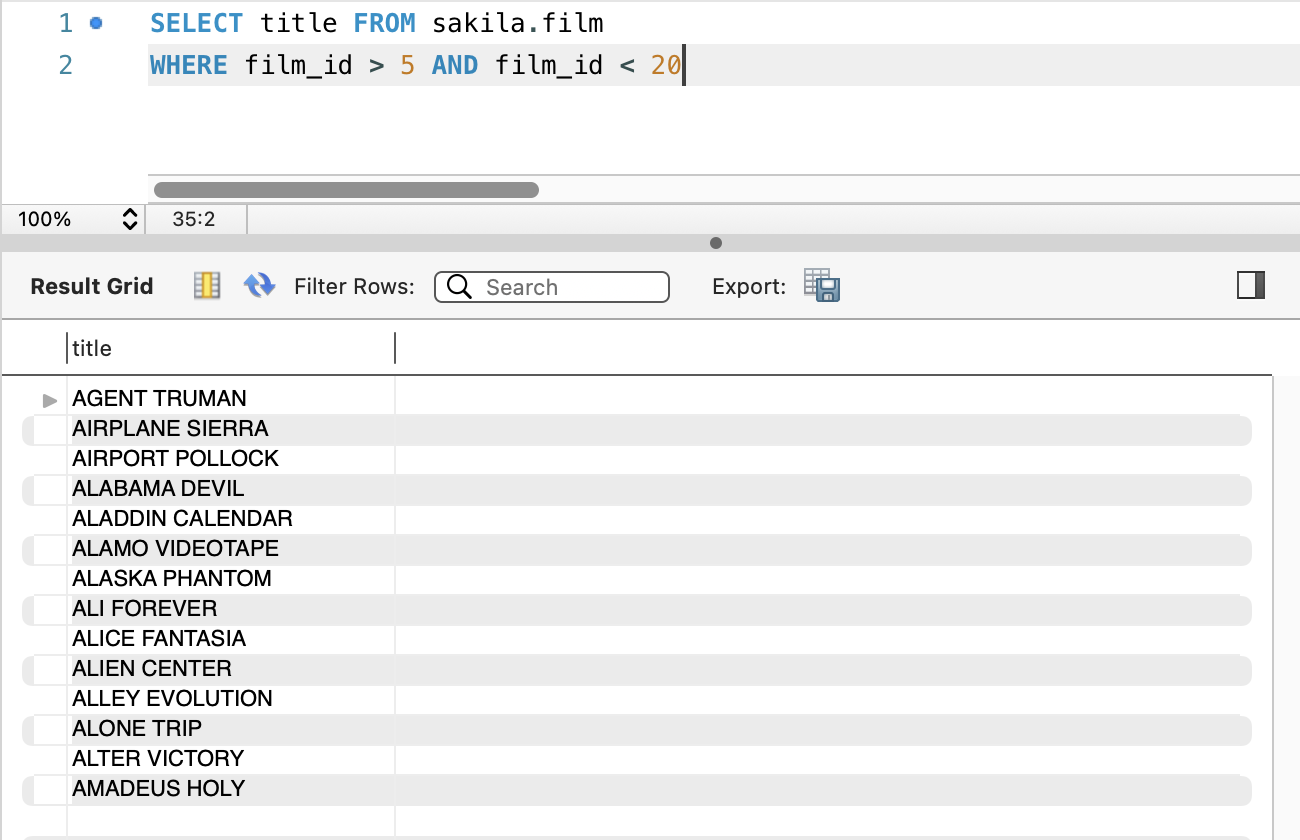 1 SELECT title FROM sakila.film
2 WHERE film_id > 5 AND film_id < 20
100% 35:2
Result Grid Filter Rows: Search Export:
title
AGENT TRUMAN
AIRPLANE SIERRA
AIRPORT POLLOCK
ALABAMA DEVIL
ALADDIN CALENDAR
ALAMO VIDEOTAPE
ALASKA PHANTOM
ALI FOREVER
ALICE FANTASIA
ALIEN CENTER
ALLEY EVOLUTION
ALONE TRIP
ALTER VICTORY
AMADEUS HOLY